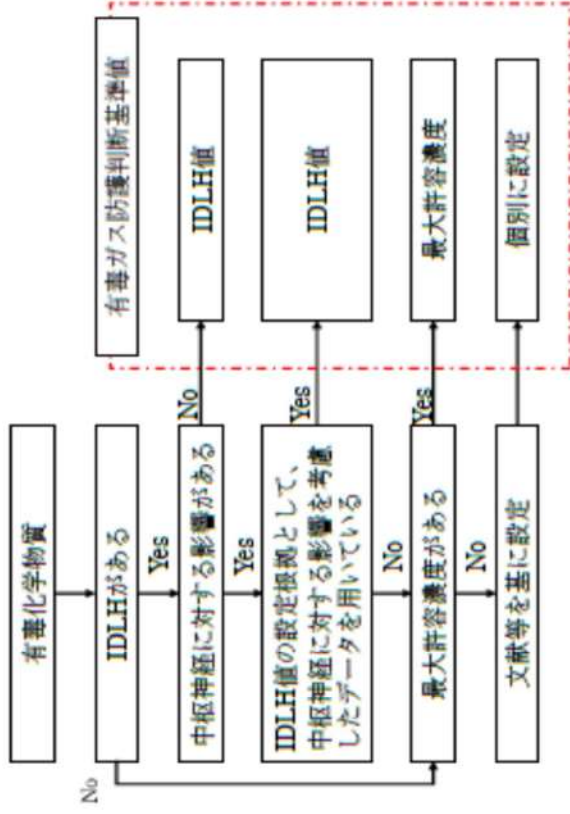 有毒化学物質
有毒ガス防護判断基準値
IDLHがある
No
Yes
中枢神経に対する影響がある
No
IDLH値
Yes
IDLH値の設定根拠として、
中枢神経に対する影響を考慮
したデータを用いている
Yes
IDLH値
No
最大許容濃度がある
Yes
最大許容濃度
No
文献等を基に設定
個別に設定